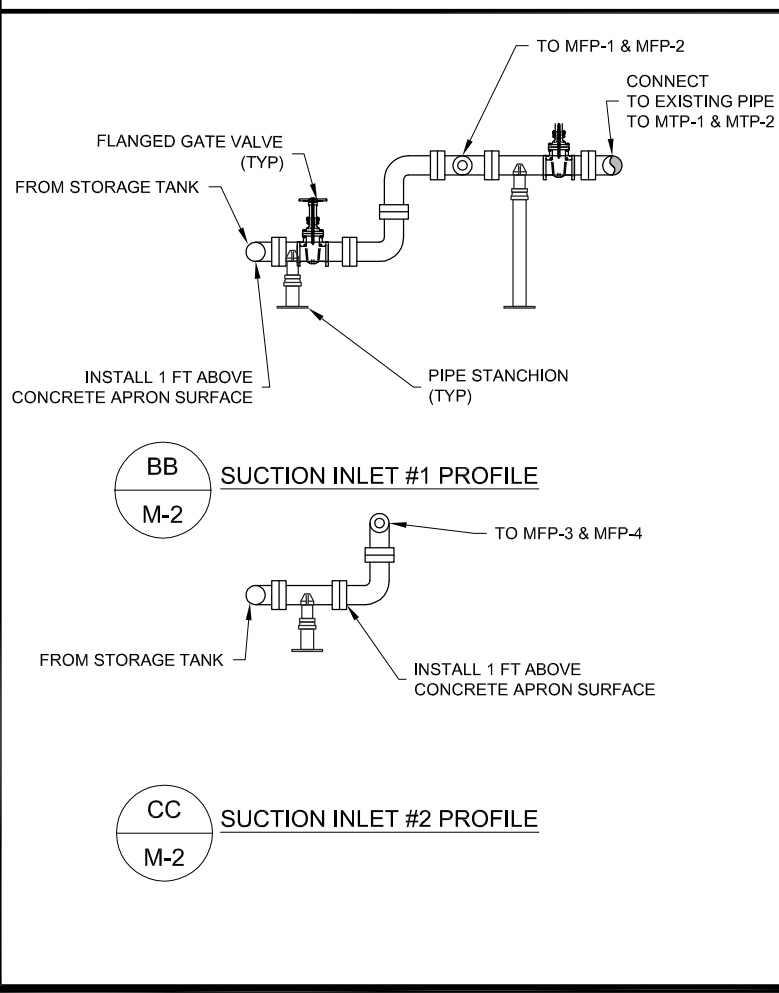 TO MFP-1 & MFP-2
CONNECT
TO EXISTING PIPE
TO MTP-1 & MTP-2
FLANGED GATE VALVE
(TYP)
FROM STORAGE TANK
INSTALL 1 FT ABOVE
CONCRETE APRON SURFACE
PIPE STANCHION
(TYP)
BB
M-2
SUCTION INLET #1 PROFILE
TO MFP-3 & MFP-4
FROM STORAGE TANK
INSTALL 1 FT ABOVE
CONCRETE APRON SURFACE
CC
M-2
SUCTION INLET #2 PROFILE